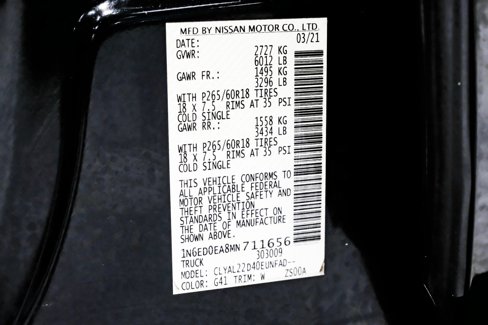 MFD BY NISSAN MOTOR CO., LTD
DATE: 03/21
GVWR: 2727 KG
6012 LB
GAWR FR.: 1495 KG
3296 LB
WITH P265/60R18 TIRES
18 X 7.5 RIMS AT 35 PSI
COLD SINGLE
GAWR RR.: 1558 KG
3434 LB
WITH P265/60R18 TIRES
18 X 7.5 RIMS AT 35 PSI
COLD SINGLE
THIS VEHICLE CONFORMS TO
ALL APPLICABLE FEDERAL
MOTOR VEHICLE SAFETY AND
THEFT PREVENTION
STANDARDS IN EFFECT ON
THE DATE OF MANUFACTURE
SHOWN ABOVE.
1N6ED0EA8MN711656
TRUCK 303009
MODEL: CLYAL22D40EUNFAD--
COLOR: G41 TRIM: W ZS00A